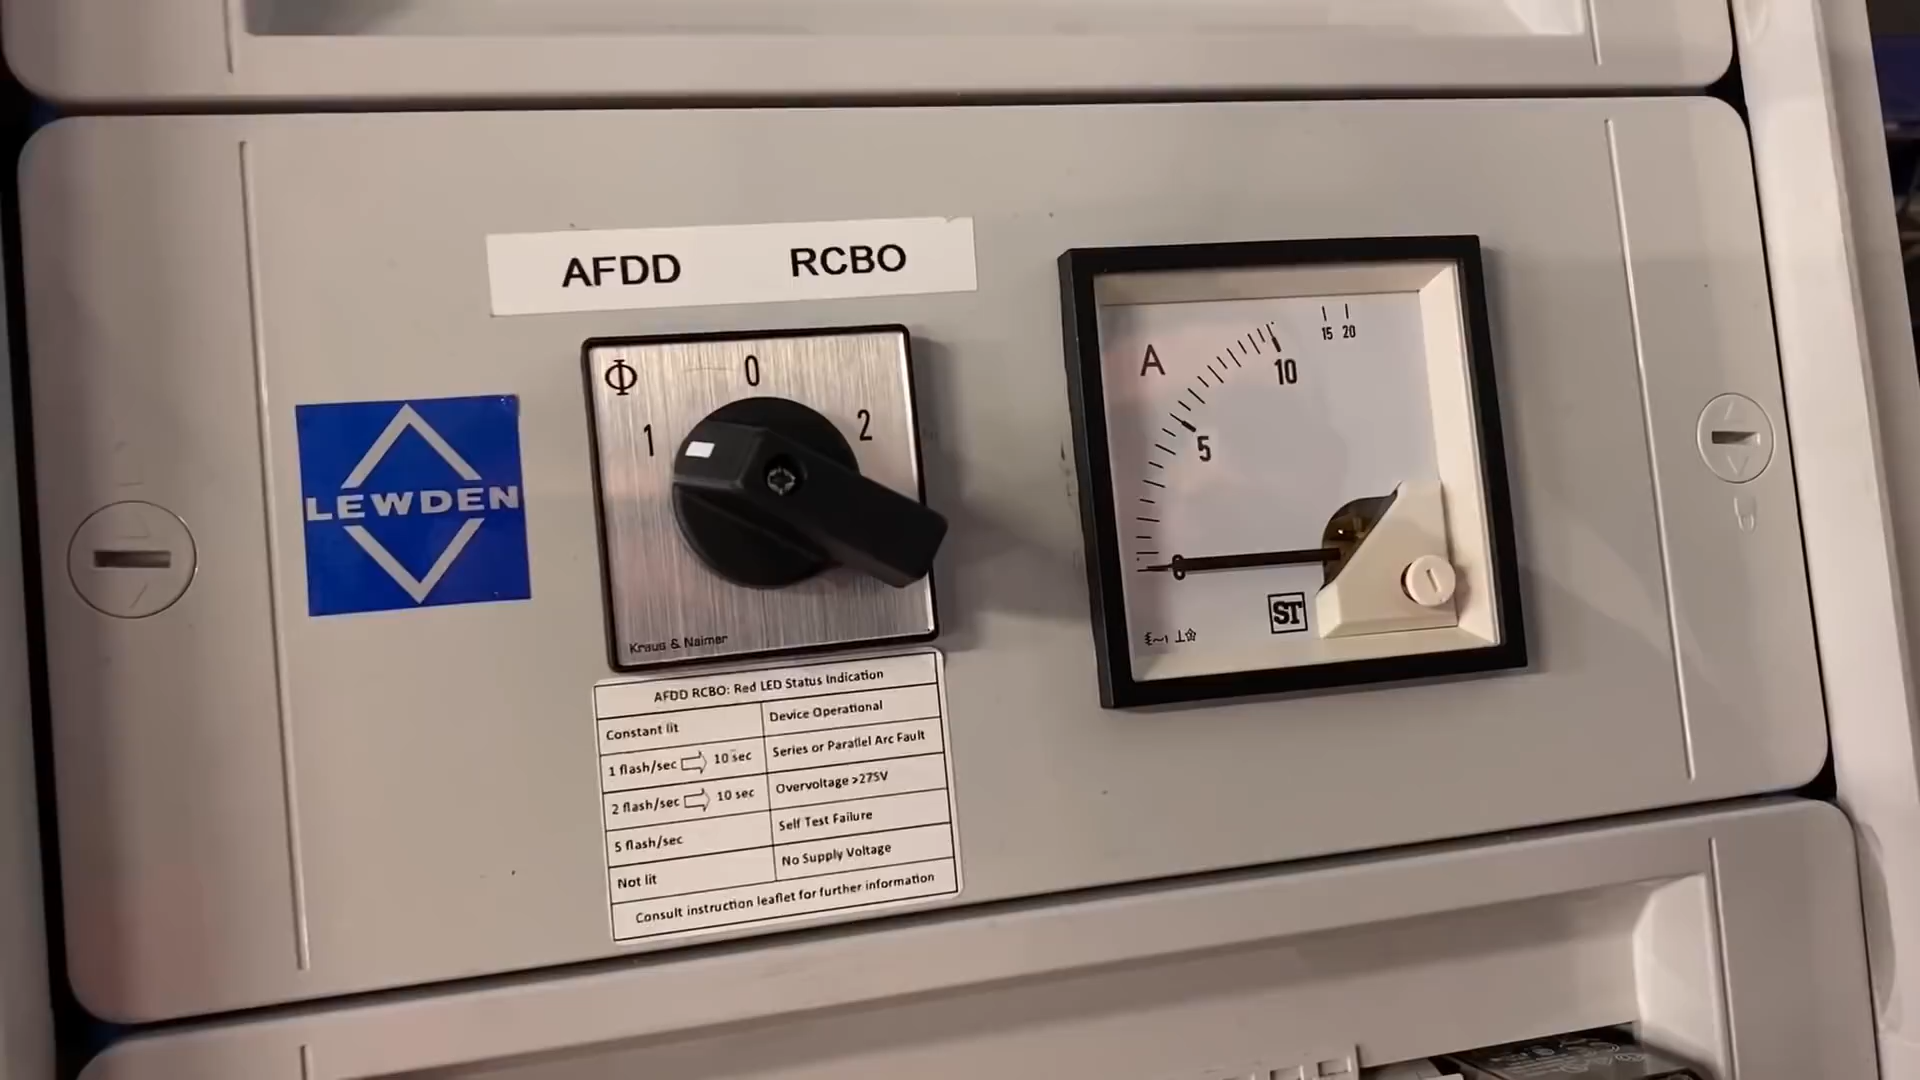 AFDD RCBO
Φ
0
1
2
LEWDEN
Kraus & Naimer
A
5
10
15 20
0
ST
AFDD RCBO: Red LED Status Indication
Constant lit Device Operational
1 flash/sec 10 sec Series or Parallel Arc Fault
2 flash/sec 10 sec Overvoltage >275V
5 flash/sec Self Test Failure
Not lit No Supply Voltage
Consult instruction leaflet for further information